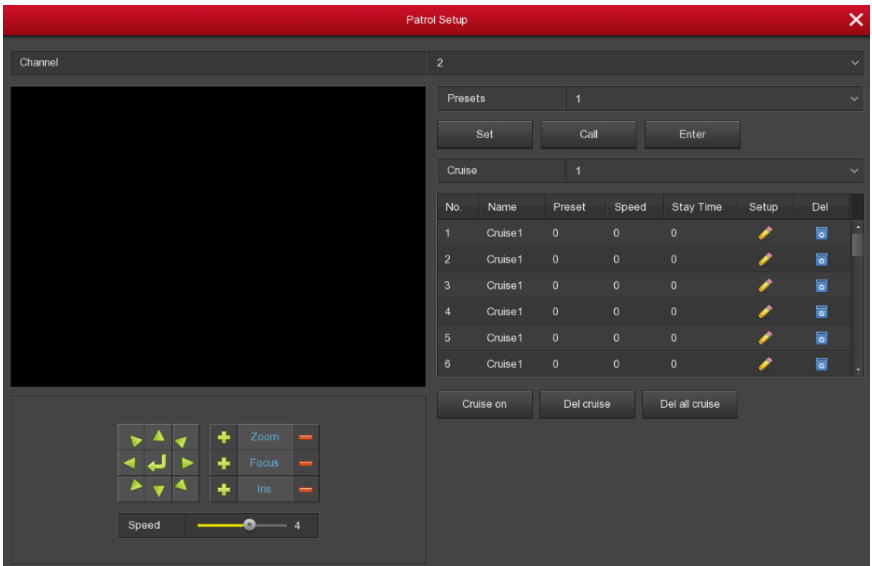 Patrol Setup
Channel 2
Presets 1
Set Call Enter
Cruise 1
No. Name Preset Speed Stay Time Setup Del
1 Cruise1 0 0 0
2 Cruise1 0 0 0
3 Cruise1 0 0 0
4 Cruise1 0 0 0
5 Cruise1 0 0 0
6 Cruise1 0 0 0
Cruise on Del cruise Del all cruise
Zoom
Focus
Iris
Speed 4